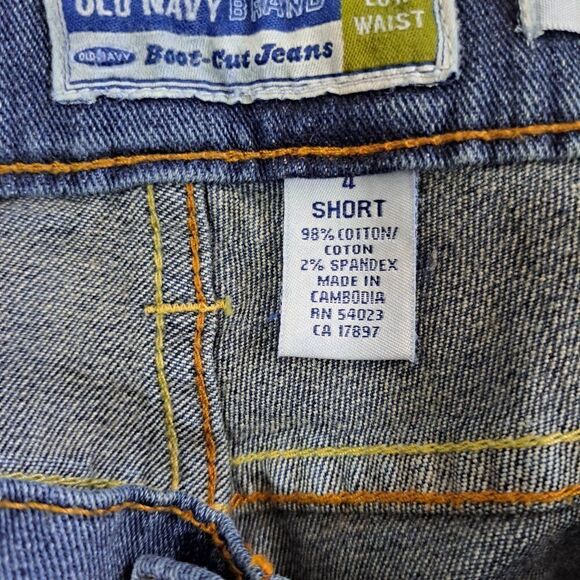 OLD NAVY BRAND
LOW
WAIST
OLD NAVY Boot-Cut Jeans
4
SHORT
98% COTTON/
COTON
2% SPANDEX
MADE IN
CAMBODIA
RN 54023
CA 17897